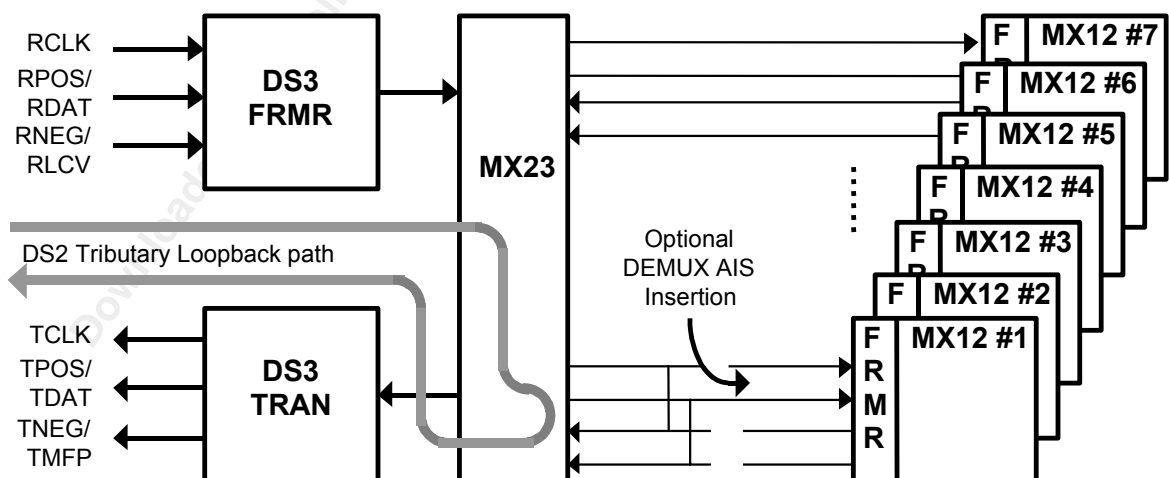 RCLK
RPOS/
RDAT
RNEG/
RLCV
DS3
FRMR
MX23
F
MX12 #7
F
MX12 #6
F
MX12 #5
F
MX12 #4
F
MX12 #3
F
MX12 #2
F
R
M
R
MX12 #1
DS2 Tributary Loopback path
Optional
DEMUX AIS
Insertion
TCLK
TPOS/
TDAT
TNEG/
TMFP
DS3
TRAN